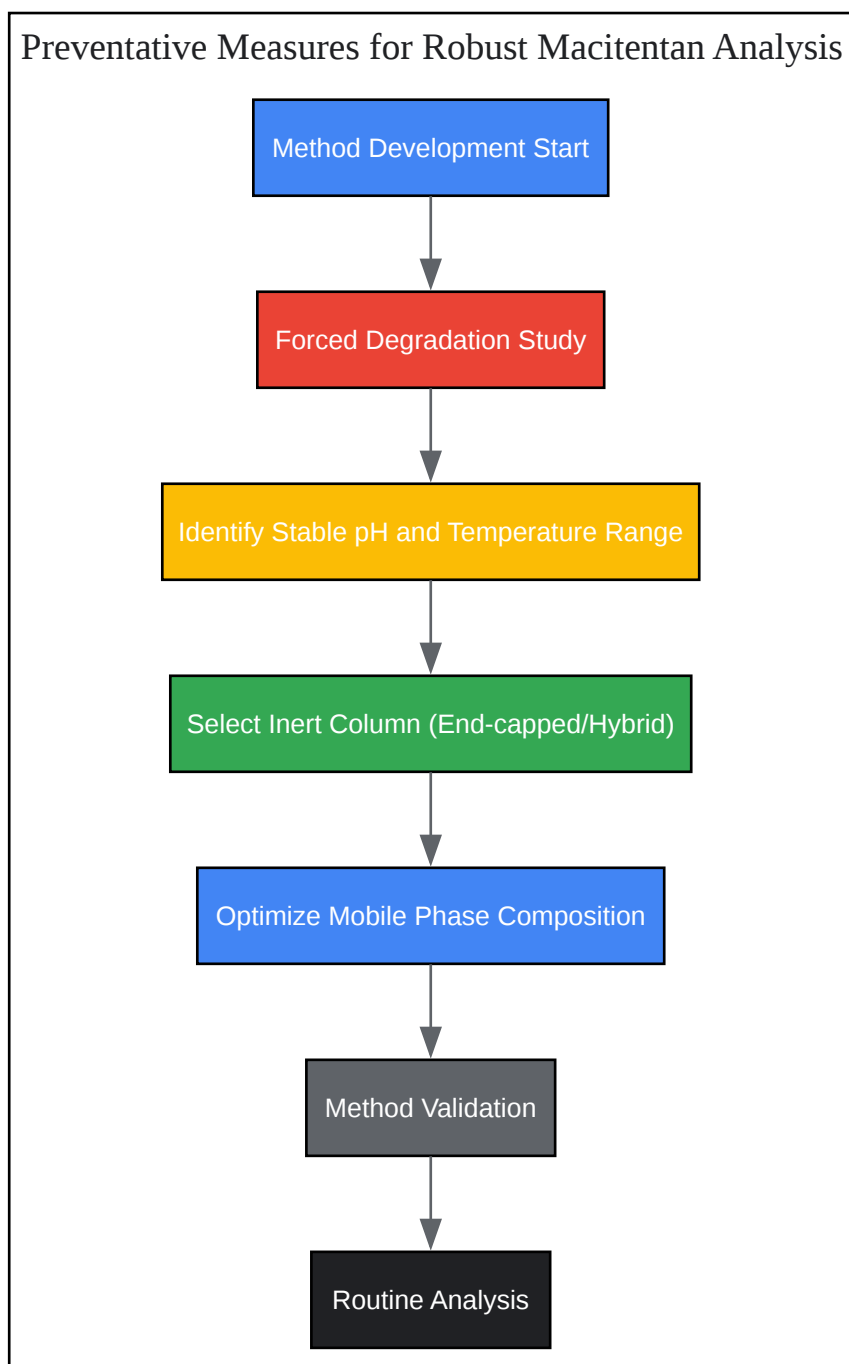 Preventative Measures for Robust Macitentan Analysis
Method Development Start
Forced Degradation Study
Identify Stable pH and Temperature Range
Select Inert Column (End-capped/Hybrid)
Optimize Mobile Phase Composition
Method Validation
Routine Analysis